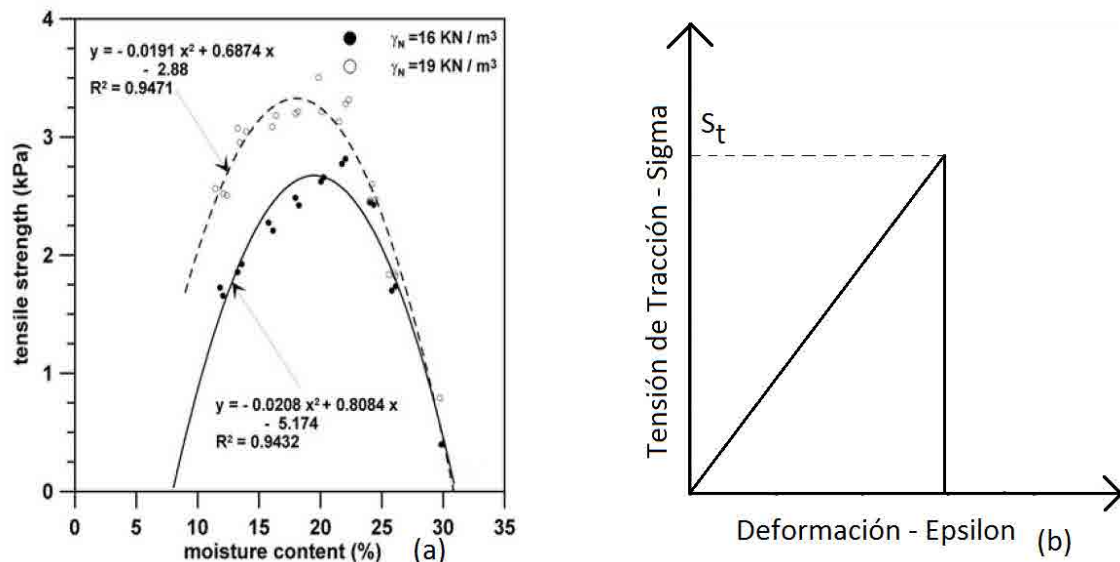 4
3
2
1
0
tensile strength (kPa)
y = - 0.0191 x² + 0.6874 x
- 2.88
R² = 0.9471
γN =16 KN / m³
γN =19 KN / m³
y = - 0.0208 x² + 0.8084 x
- 5.174
R² = 0.9432
0 5 10 15 20 25 30 35
moisture content (%)
(a)
Tensión de Tracción - Sigma
St
Deformación - Epsilon
(b)